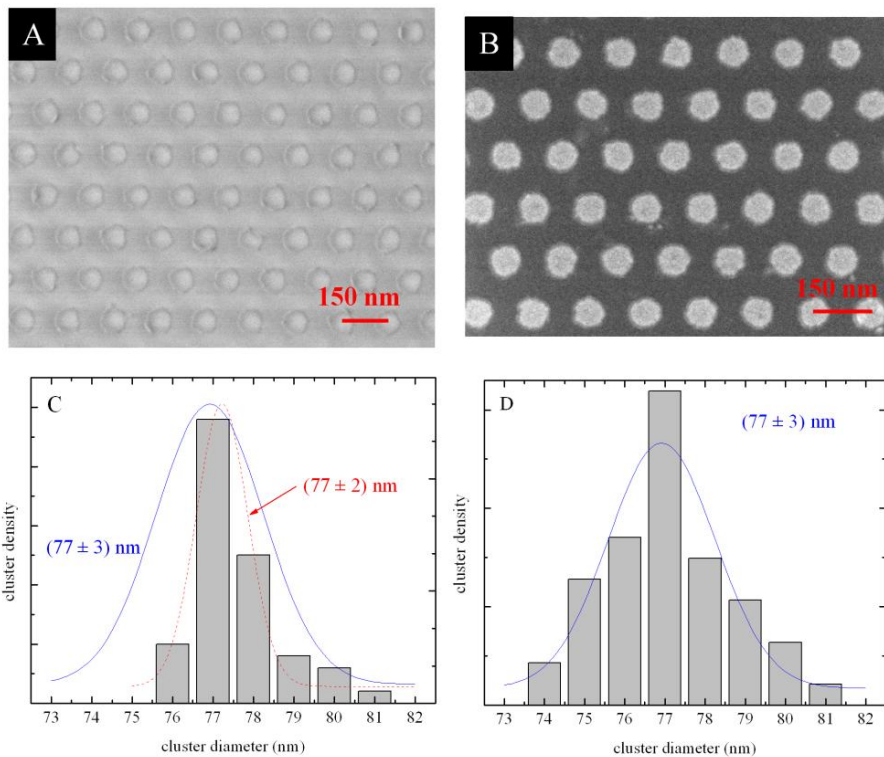 A
150 nm
B
150 nm
C
(77 ± 2) nm
(77 ± 3) nm
cluster density
73 74 75 76 77 78 79 80 81 82
cluster diameter (nm)
D
(77 ± 3) nm
cluster density
73 74 75 76 77 78 79 80 81 82
cluster diameter (nm)